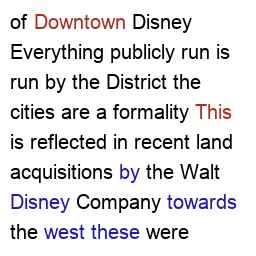 of Downtown Disney
Everything publicly run is
run by the District the
cities are a formality This
is reflected in recent land
acquisitions by the Walt
Disney Company towards
the west these were